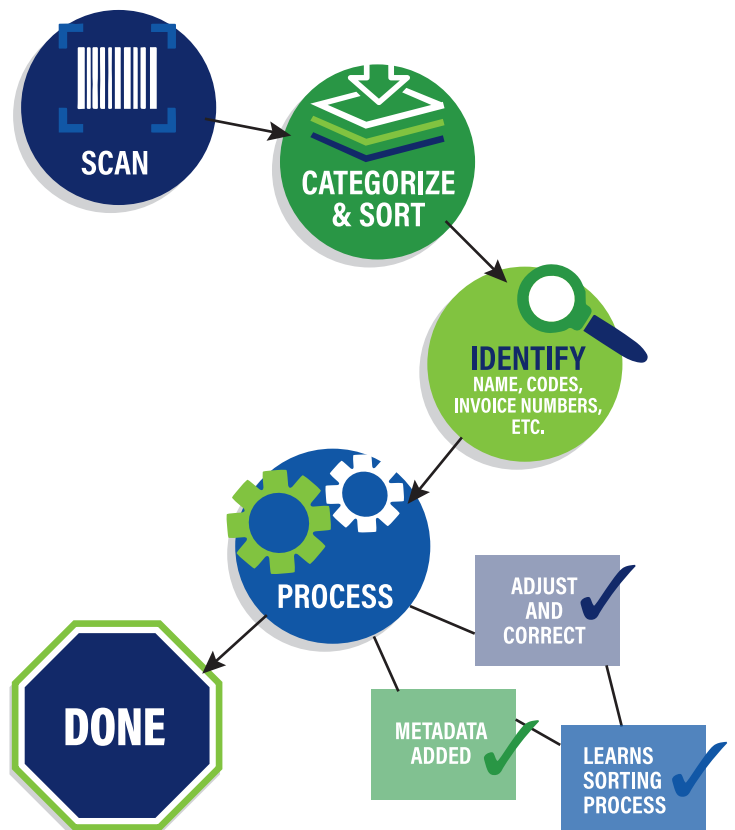 SCAN
CATEGORIZE
& SORT
IDENTIFY
NAME, CODES,
INVOICE NUMBERS,
ETC.
PROCESS
ADJUST
AND
CORRECT
METADATA
ADDED
LEARNS
SORTING
PROCESS
DONE